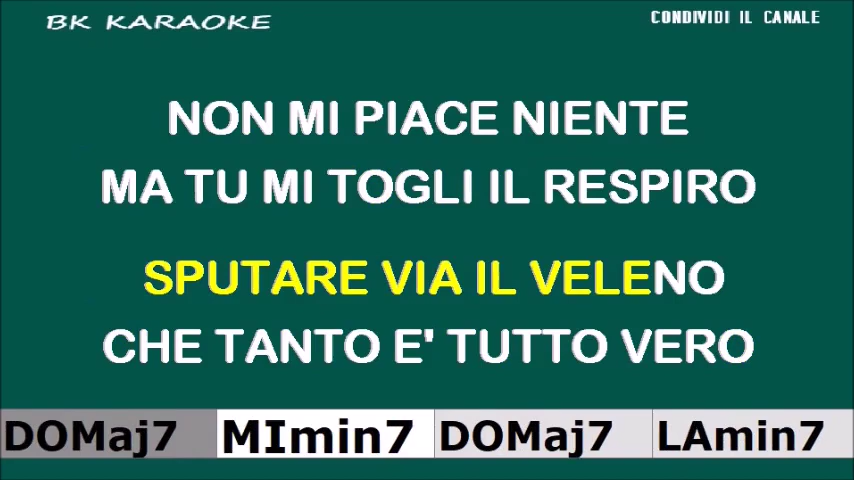 BK KARAOKE
CONDIVIDI IL CANALE
NON MI PIACE NIENTE
MA TU MI TOGLI IL RESPIRO
SPUTARE VIA IL VELENO
CHE TANTO E' TUTTO VERO
DOMaj7 MImin7 DOMaj7 LAmin7